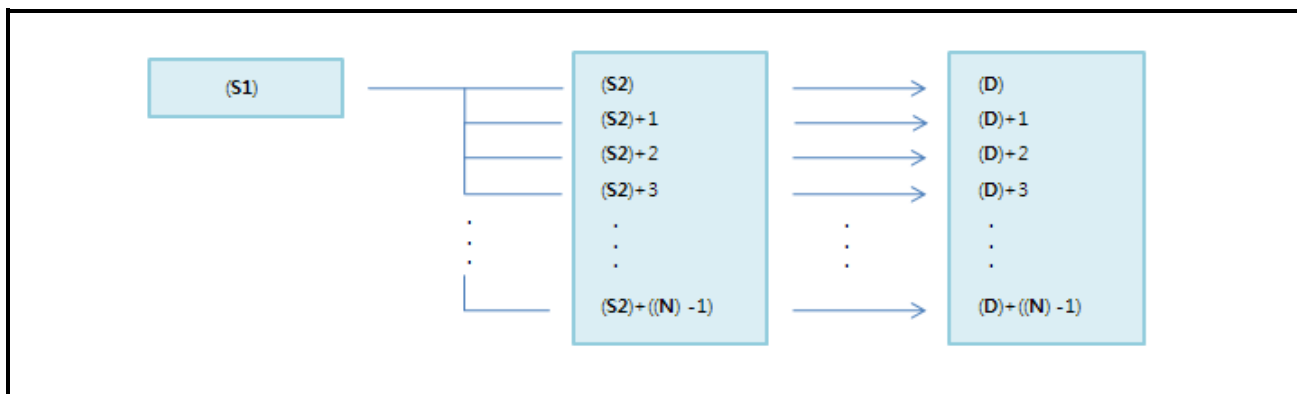 (S1) (S2) (D)
(S2)+1 (D)+1
(S2)+2 (D)+2
(S2)+3 (D)+3
(S2)+((N) -1) (D)+((N) -1)